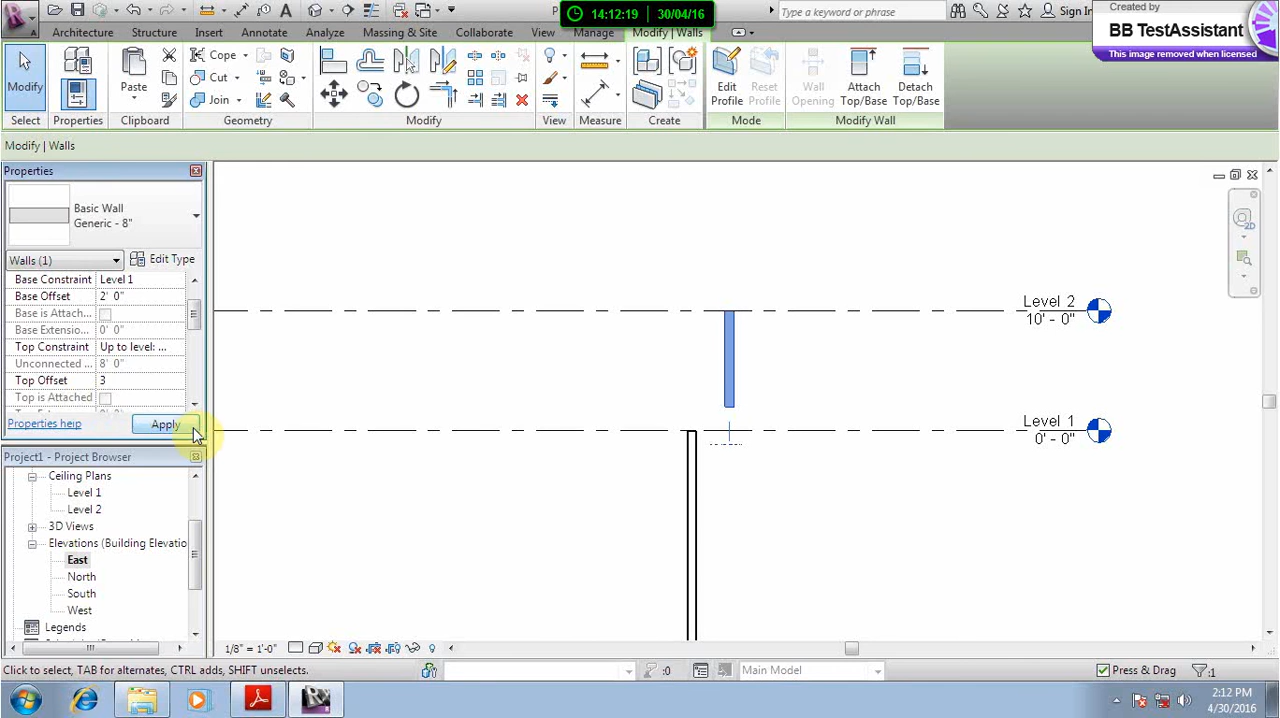 14:12:19 30/04/16
Type a keyword or phrase
Sign In
Created by
BB TestAssistant
This image removed when licensed
Architecture Structure Insert Annotate Analyze Massing & Site Collaborate View Manage Modify | Walls
Modify
Paste
Cope
Cut
Join
Edit Profile
Reset Profile
Wall Opening
Attach Top/Base
Detach Top/Base
Select Properties Clipboard Geometry Modify View Measure Create Mode Modify Wall
Modify | Walls
Properties
Basic Wall
Generic - 8"
Walls (1) Edit Type
Base Constraint Level 1
Base Offset 2' 0"
Base is Attach...
Base Extensio... 0' 0"
Top Constraint Up to level: ...
Unconnected ... 8' 0"
Top Offset 3
Top is Attached
Properties help Apply
Level 2
10' - 0"
Level 1
0' - 0"
2D
Project1 - Project Browser
Ceiling Plans
Level 1
Level 2
3D Views
Elevations (Building Elevatio
East
North
South
West
Legends
1/8" = 1'-0"
Click to select, TAB for alternates, CTRL adds, SHIFT unselects.
:0
Main Model
Press & Drag
:1
2:12 PM
4/30/2016